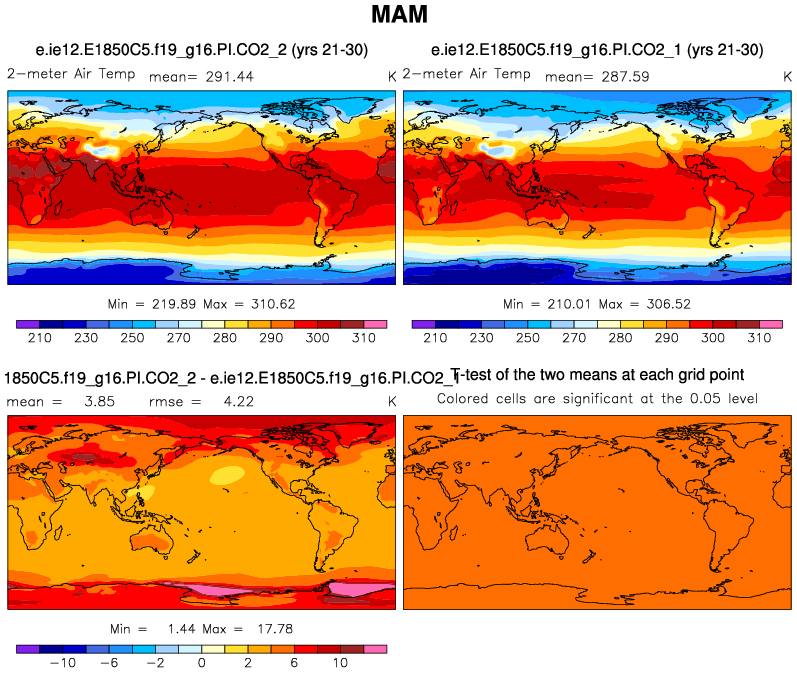 MAM
e.ie12.E1850C5.f19_g16.PI.CO2_2 (yrs 21-30)
e.ie12.E1850C5.f19_g16.PI.CO2_1 (yrs 21-30)
2-meter Air Temp mean= 291.44 K
2-meter Air Temp mean= 287.59 K
Min = 219.89 Max = 310.62
Min = 210.01 Max = 306.52
210 230 250 270 280 290 300 310
210 230 250 270 280 290 300 310
1850C5.f19_g16.PI.CO2_2 - e.ie12.E1850C5.f19_g16.PI.CO2_1
T-test of the two means at each grid point
mean = 3.85 rmse = 4.22 K
Colored cells are significant at the 0.05 level
Min = 1.44 Max = 17.78
-10 -6 -2 0 2 6 10